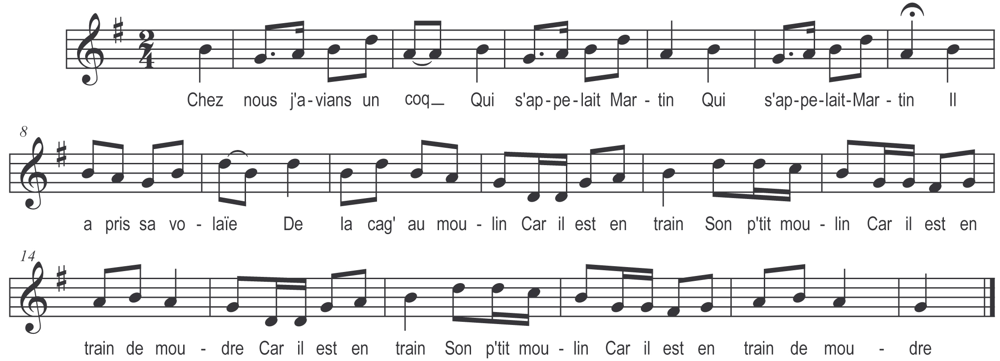 2
4
Chez nous j'a-vians un coq_ Qui s'ap-pe-lait Mar-tin Qui s'ap-pe-lait-Mar-tin Il
8
a pris sa vo-laïe De la cag' au mou-lin Car il est en train Son p'tit mou-lin Car il est en
14
train de mou-dre Car il est en train Son p'tit mou-lin Car il est en train de mou-dre